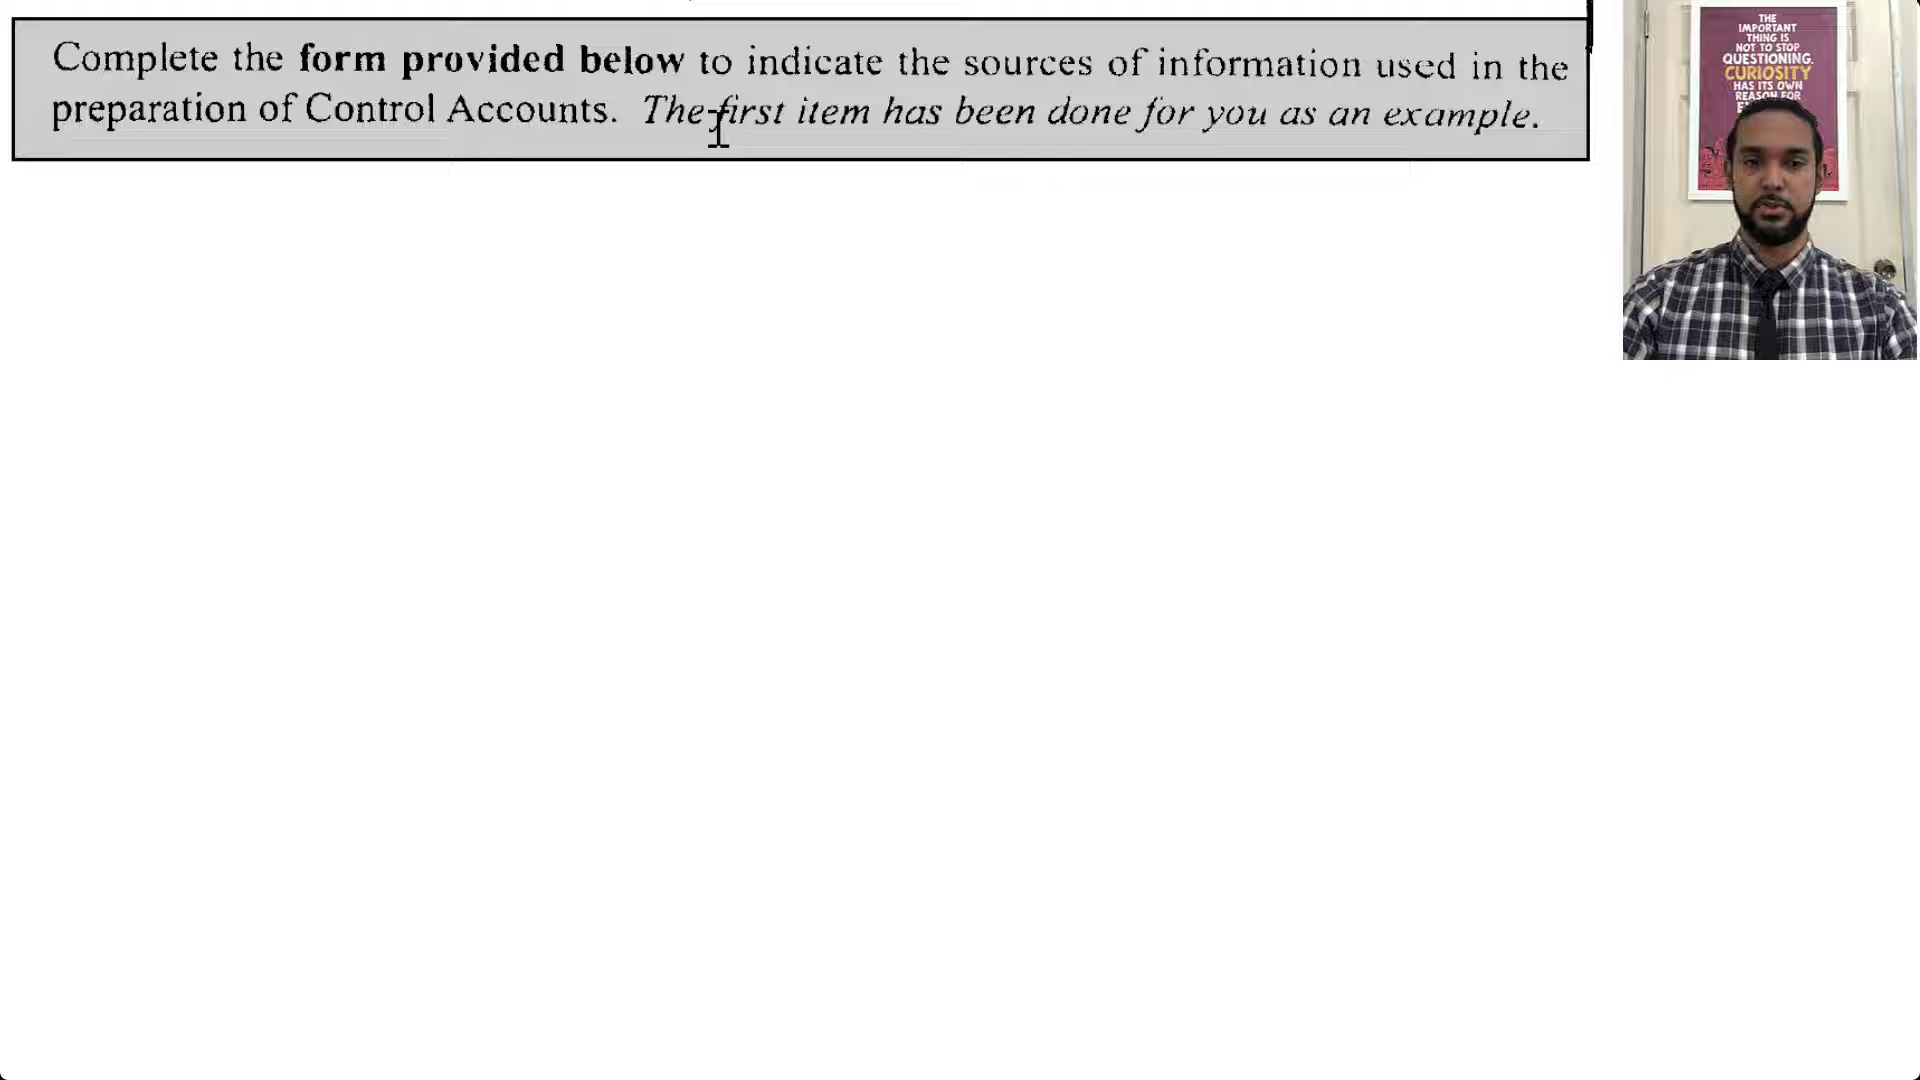 Complete the form provided below to indicate the sources of information used in the
preparation of Control Accounts. The first item has been done for you as an example.
THE
IMPORTANT
THING IS
NOT TO STOP
QUESTIONING.
CURIOSITY
HAS ITS OWN
REASON FOR